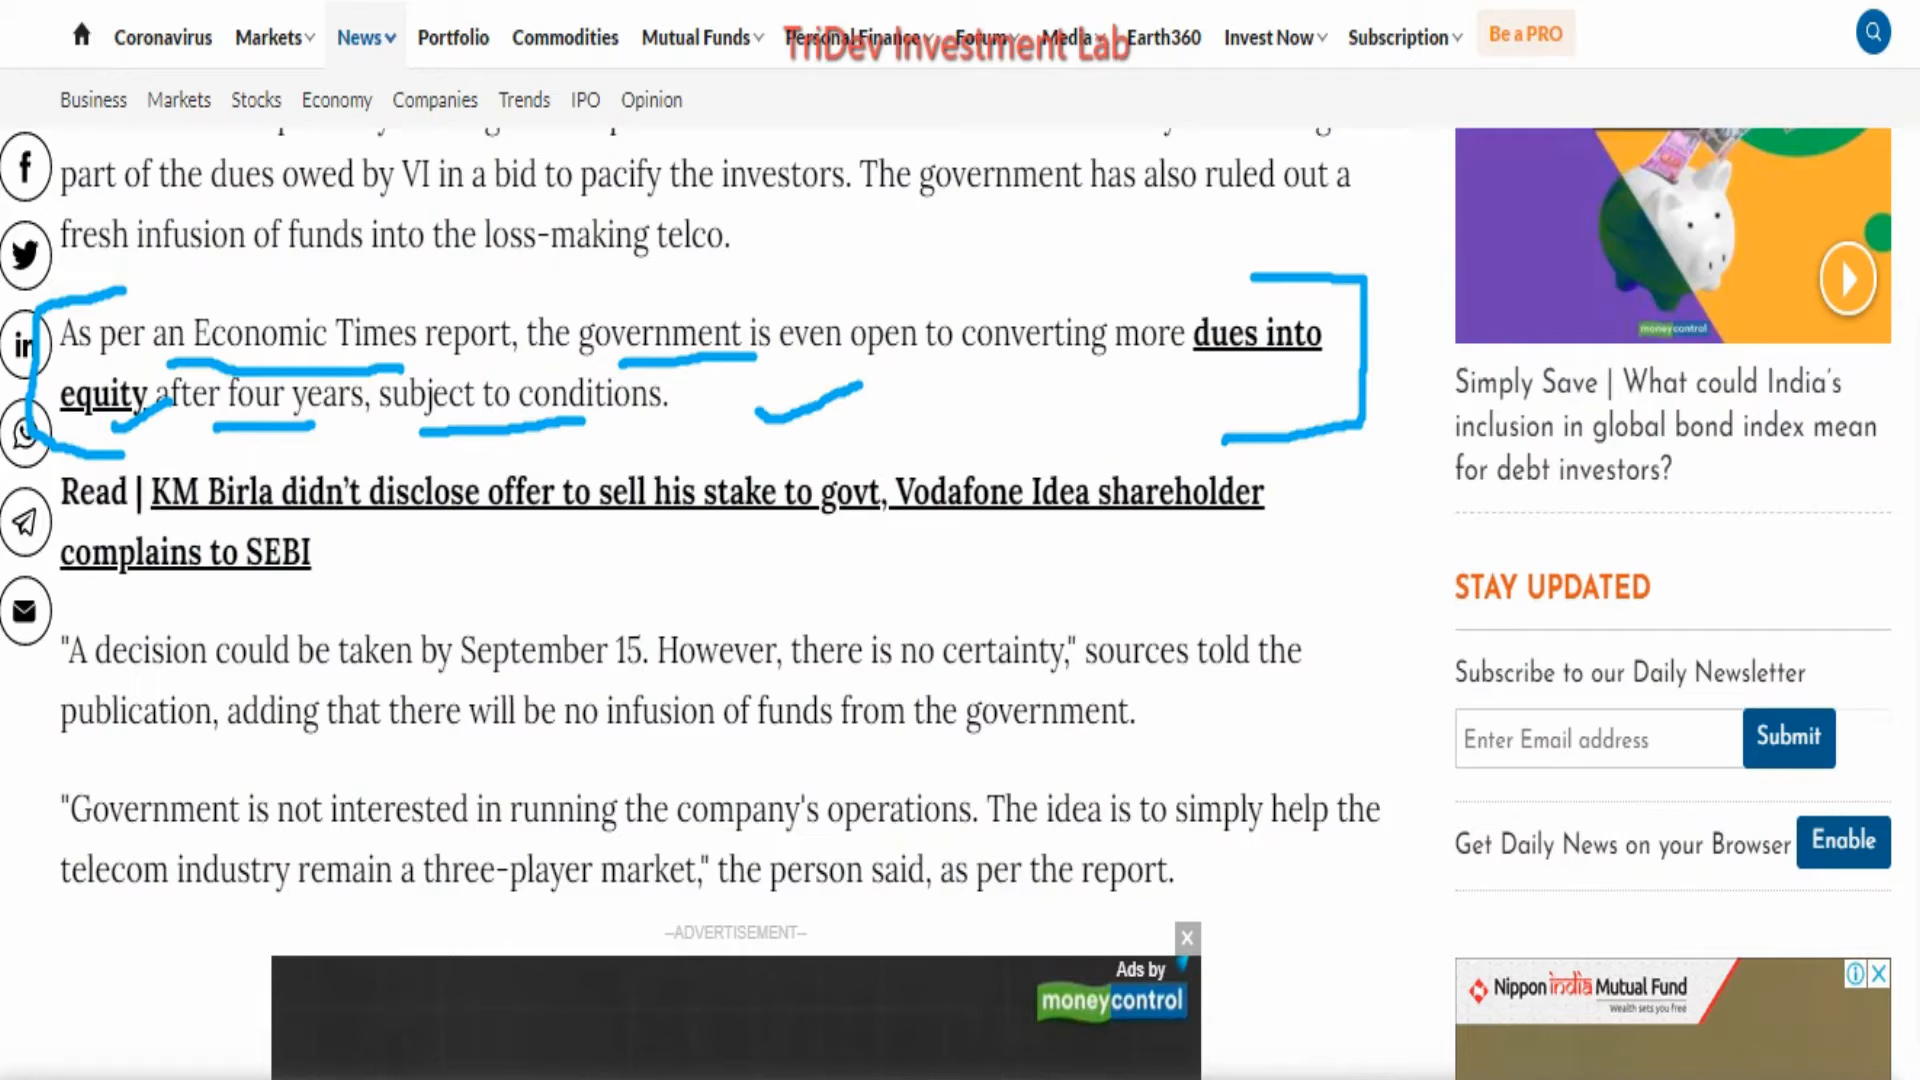 Coronavirus Markets News Portfolio Commodities Mutual Funds Personal Finance Forum Media Earth360 Invest Now Subscription Be a PRO
TriDev Investment Lab
Business Markets Stocks Economy Companies Trends IPO Opinion
part of the dues owed by VI in a bid to pacify the investors. The government has also ruled out a
fresh infusion of funds into the loss-making telco.
As per an Economic Times report, the government is even open to converting more dues into
equity after four years, subject to conditions.
Read | KM Birla didn't disclose offer to sell his stake to govt, Vodafone Idea shareholder
complains to SEBI
"A decision could be taken by September 15. However, there is no certainty," sources told the
publication, adding that there will be no infusion of funds from the government.
"Government is not interested in running the company's operations. The idea is to simply help the
telecom industry remain a three-player market," the person said, as per the report.
--ADVERTISEMENT--
Ads by
moneycontrol
moneycontrol
Simply Save | What could India's
inclusion in global bond index mean
for debt investors?
STAY UPDATED
Subscribe to our Daily Newsletter
Enter Email address Submit
Get Daily News on your Browser Enable
Nippon india Mutual Fund
Wealth sets you free